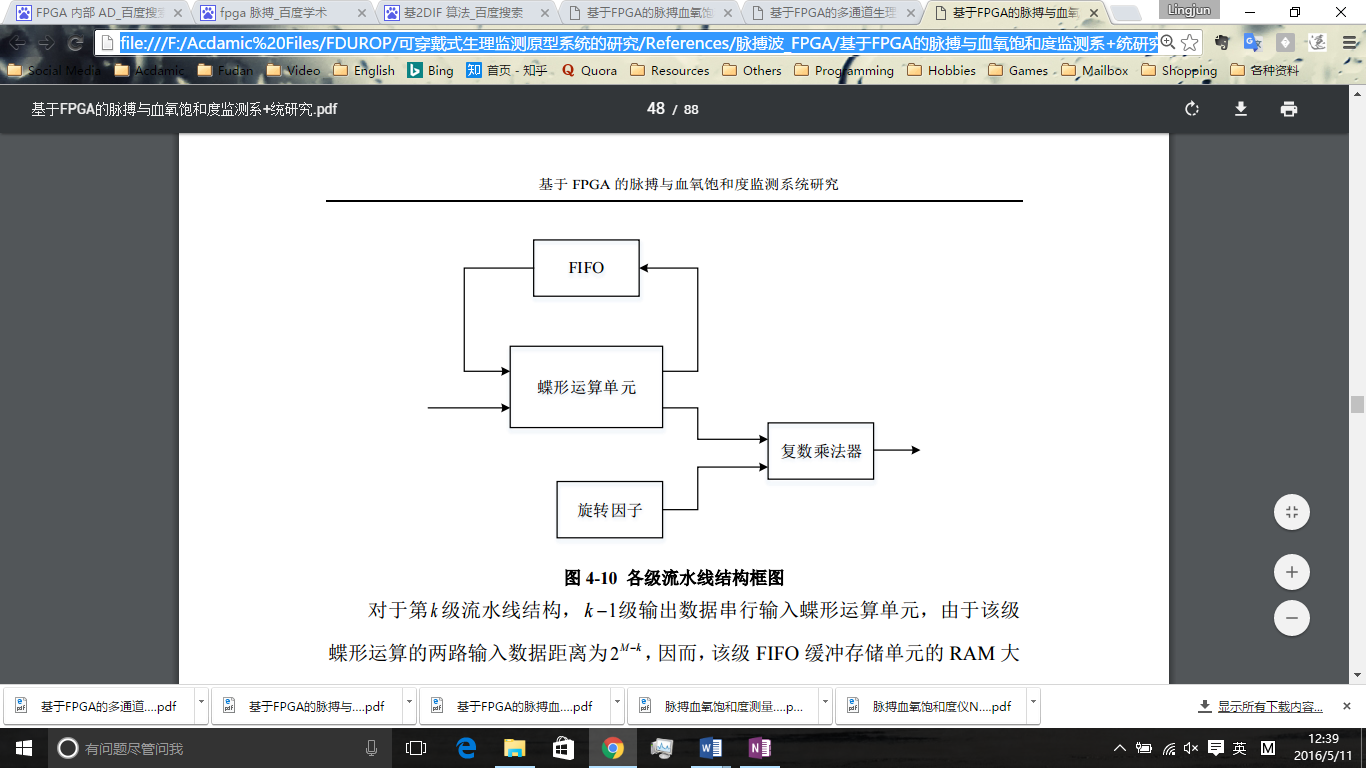 FPGA 内部 AD_百度搜索
fpga 脉搏_百度学术
基2DIF 算法_百度搜索
基于FPGA的脉搏血氧饱
基于FPGA的多通道生理
基于FPGA的脉搏与血氧
Lingjun
file:///F:/Acdamic%20Files/FDUROP/可穿戴式生理监测原型系统的研究/References/脉搏波_FPGA/基于FPGA的脉搏与血氧饱和度监测系+统研究
Social Media
Acdamic
Fudan
Video
English
Bing
知 首页 - 知乎
Quora
Resources
Others
Programming
Hobbies
Games
Mailbox
Shopping
各种资料
基于FPGA的脉搏与血氧饱和度监测系+统研究.pdf
48 / 88
基于 FPGA 的脉搏与血氧饱和度监测系统研究
FIFO
蝶形运算单元
复数乘法器
旋转因子
图 4-10 各级流水线结构框图
对于第k级流水线结构，k−1级输出数据串行输入蝶形运算单元，由于该级
蝶形运算的两路输入数据距离为2^{M-k}，因而，该级 FIFO 缓冲存储单元的 RAM 大
基于FPGA的多通道....pdf
基于FPGA的脉搏与....pdf
基于FPGA的脉搏血....pdf
脉搏血氧饱和度测量....p...
脉搏血氧饱和度仪N....pdf
显示所有下载内容...
有问题尽管问我
英
M
12:39
2016/5/11